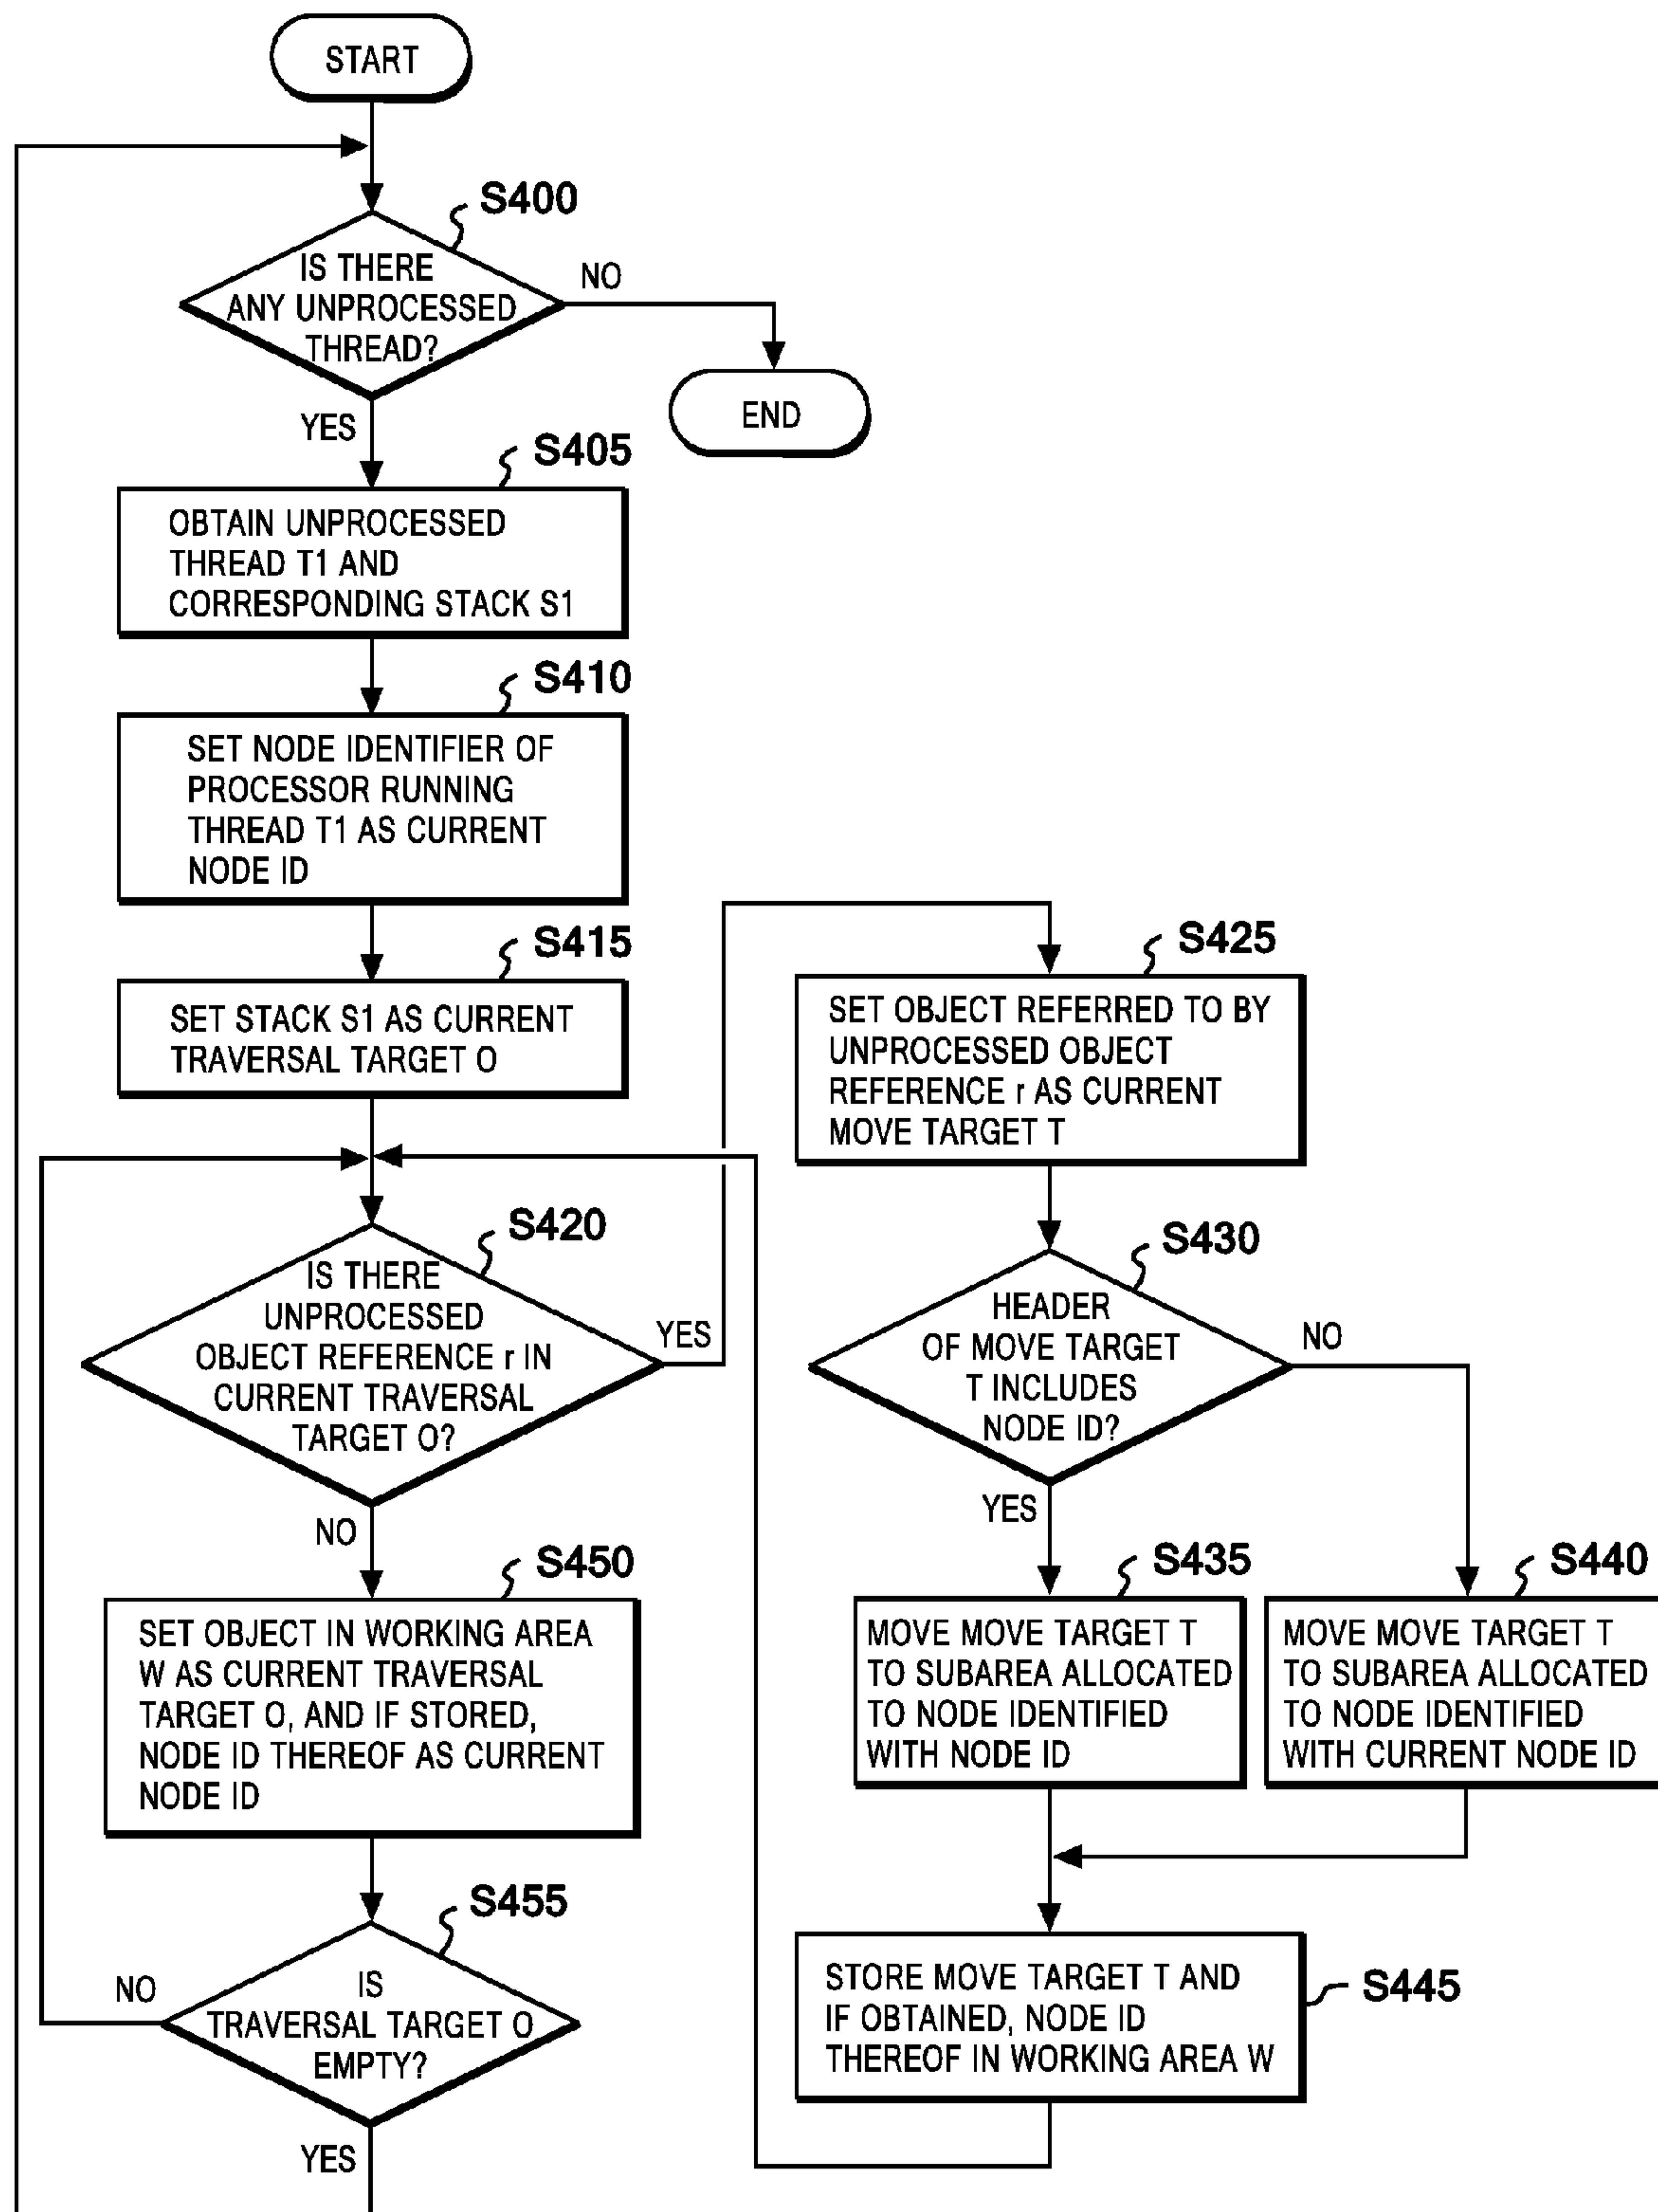 START
S400
IS THERE
ANY UNPROCESSED
THREAD?
NO
END
YES
S405
OBTAIN UNPROCESSED
THREAD T1 AND
CORRESPONDING STACK S1
S410
SET NODE IDENTIFIER OF
PROCESSOR RUNNING
THREAD T1 AS CURRENT
NODE ID
S415
SET STACK S1 AS CURRENT
TRAVERSAL TARGET O
S420
IS THERE
UNPROCESSED
OBJECT REFERENCE r IN
CURRENT TRAVERSAL
TARGET O?
YES
NO
S425
SET OBJECT REFERRED TO BY
UNPROCESSED OBJECT
REFERENCE r AS CURRENT
MOVE TARGET T
S430
HEADER
OF MOVE TARGET
T INCLUDES
NODE ID?
NO
YES
S435
MOVE MOVE TARGET T
TO SUBAREA ALLOCATED
TO NODE IDENTIFIED
WITH NODE ID
S440
MOVE MOVE TARGET T
TO SUBAREA ALLOCATED
TO NODE IDENTIFIED
WITH CURRENT NODE ID
S445
STORE MOVE TARGET T AND
IF OBTAINED, NODE ID
THEREOF IN WORKING AREA W
S450
SET OBJECT IN WORKING AREA
W AS CURRENT TRAVERSAL
TARGET O, AND IF STORED,
NODE ID THEREOF AS CURRENT
NODE ID
S455
IS
TRAVERSAL TARGET O
EMPTY?
NO
YES